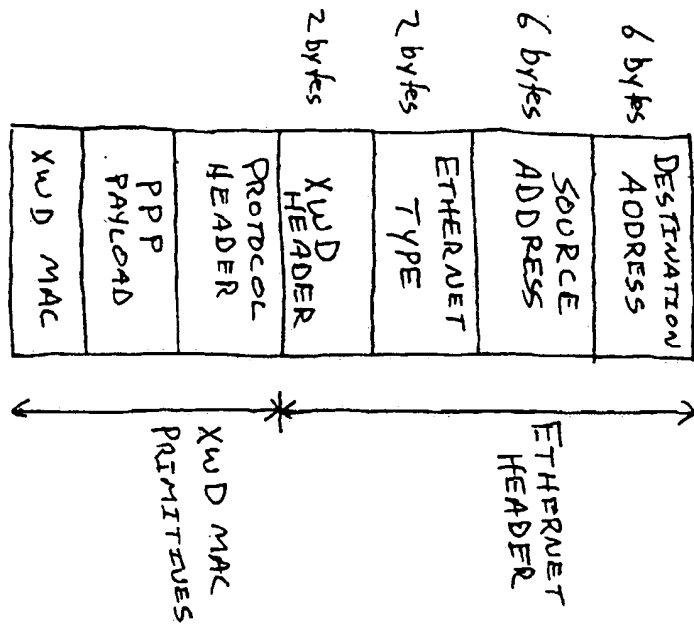 6 bytes
DESTINATION
ADDRESS
6 bytes
SOURCE
ADDRESS
2 bytes
ETHERNET
TYPE
2 bytes
XWD
HEADER
PROTOCOL
HEADER
PPP
PAYLOAD
XWD MAC
ETHERNET
HEADER
XWD MAC
PRIMITIVES